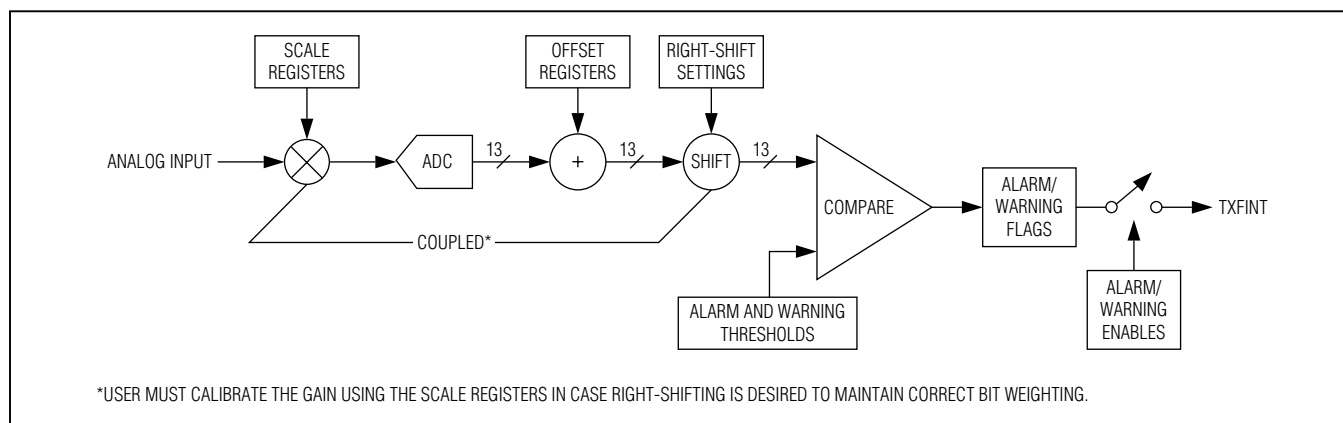 SCALE
REGISTERS
OFFSET
REGISTERS
RIGHT-SHIFT
SETTINGS
ANALOG INPUT
ADC
13
+
13
SHIFT
13
COMPARE
ALARM/
WARNING
FLAGS
TXFINT
COUPLED*
ALARM AND WARNING
THRESHOLDS
ALARM/
WARNING
ENABLES
*USER MUST CALIBRATE THE GAIN USING THE SCALE REGISTERS IN CASE RIGHT-SHIFTING IS DESIRED TO MAINTAIN CORRECT BIT WEIGHTING.